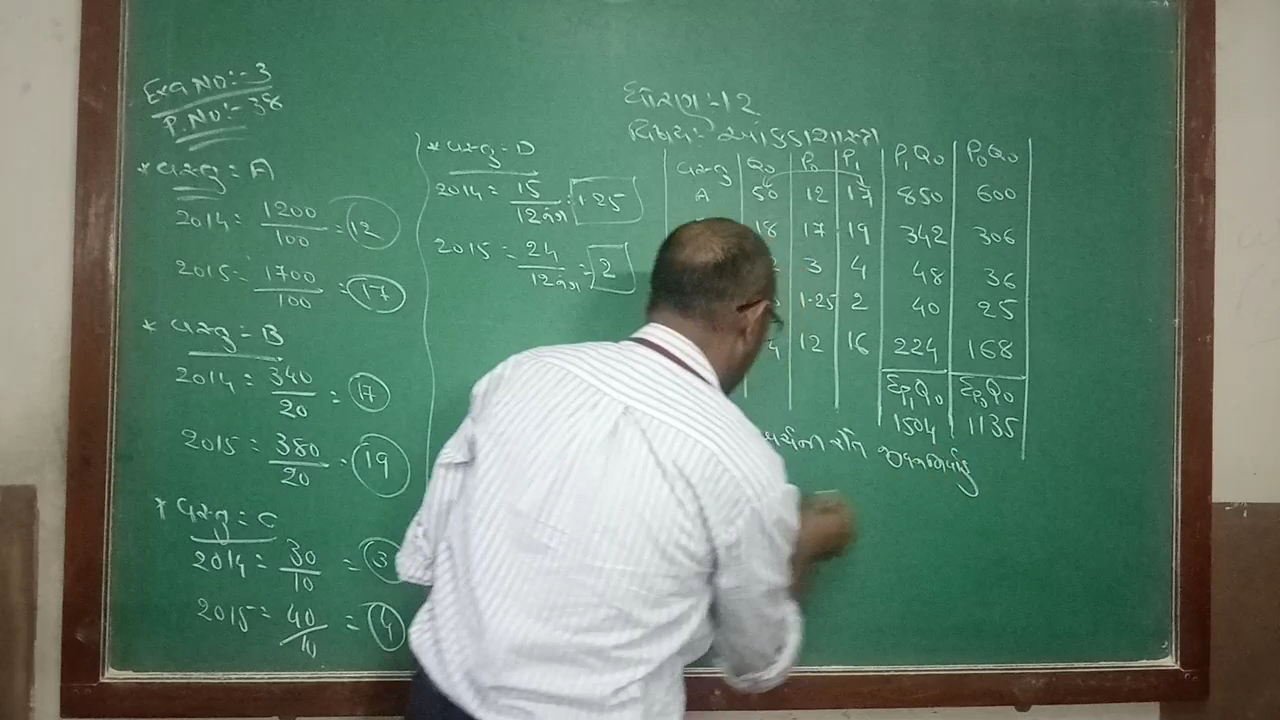 Exa No:-3
P.No:-38
* વસ્તુ:- A
2014 = 1200/100 = 12
2015 = 1700/100 = 17
* વસ્તુ:- B
2014 = 340/20 = 17
2015 = 380/20 = 19
* વસ્તુ:- C
2014 = 30/10 = 3
2015 = 40/10 = 4
* વસ્તુ:- D
2014 = 15/12નંગ = 1.25
2015 = 24/12નંગ = 2
ધોરણ:-12
વિષય:- આંકડાશાસ્ત્ર
વસ્તુ Q₀ P₀ P₁ P₁Q₀ P₀Q₀
A 50 12 17 850 600
18 17 19 342 306
3 4 48 36
1.25 2 40 25
4 12 16 224 168
ΣP₁Q₀ ΣP₀Q₀
1504 1135
ખર્ચની રીતે જીવનનિર્વાહ